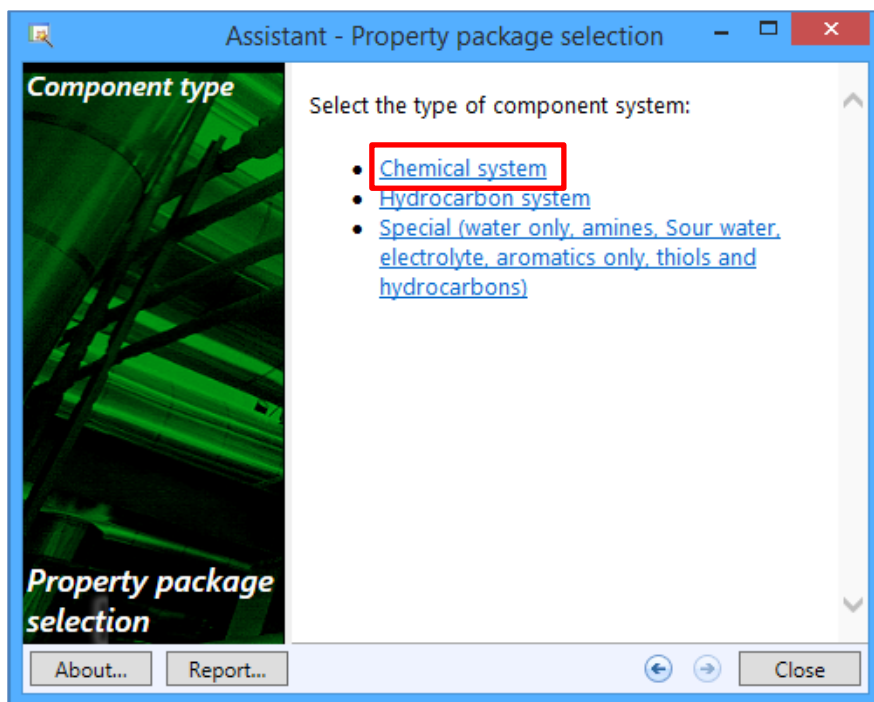 Assistant - Property package selection
Component type
Select the type of component system:
Chemical system
Hydrocarbon system
Special (water only, amines, Sour water,
electrolyte, aromatics only, thiols and
hydrocarbons)
Property package
selection
About...
Report...
Close